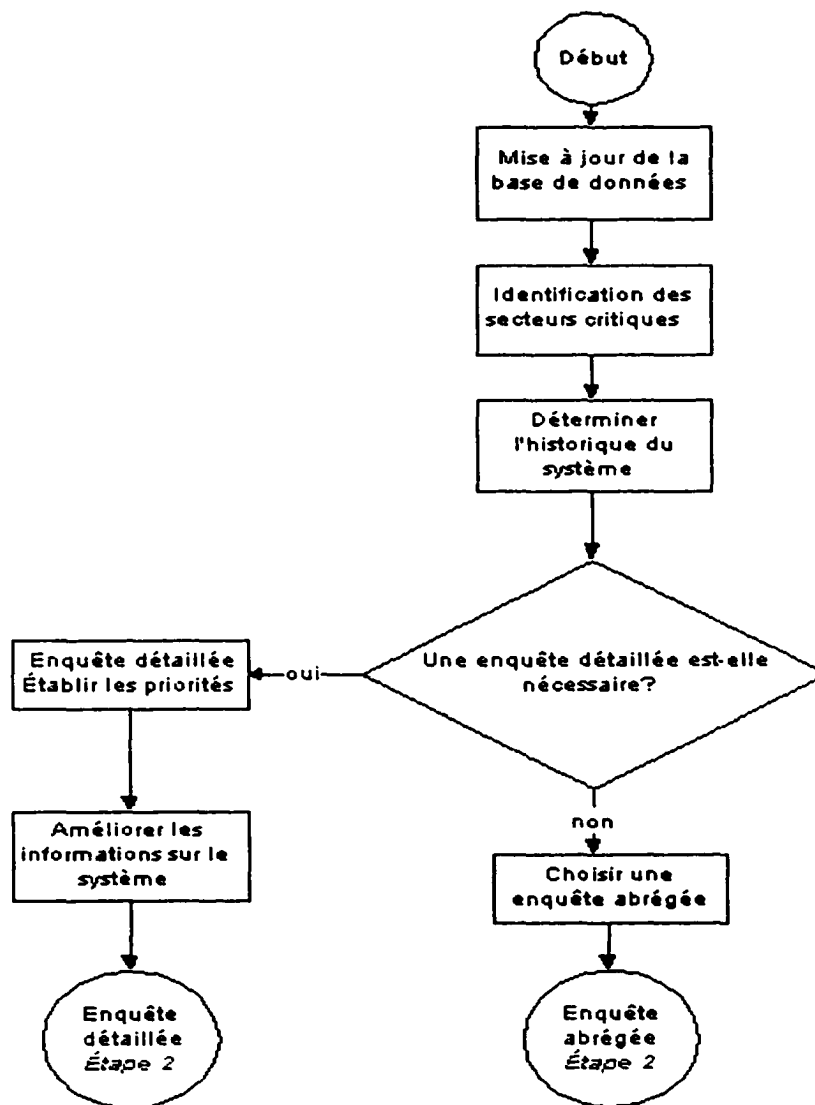 Début
Mise à jour de la
base de données
Identification des
secteurs critiques
Déterminer
l'historique du
système
Une enquête détaillée est-elle
nécessaire?
oui
Enquête détaillée
Établir les priorités
Améliorer les
informations sur le
système
Enquête
détaillée
Étape 2
non
Choisir une
enquête abrégée
Enquête
abrégée
Étape 2